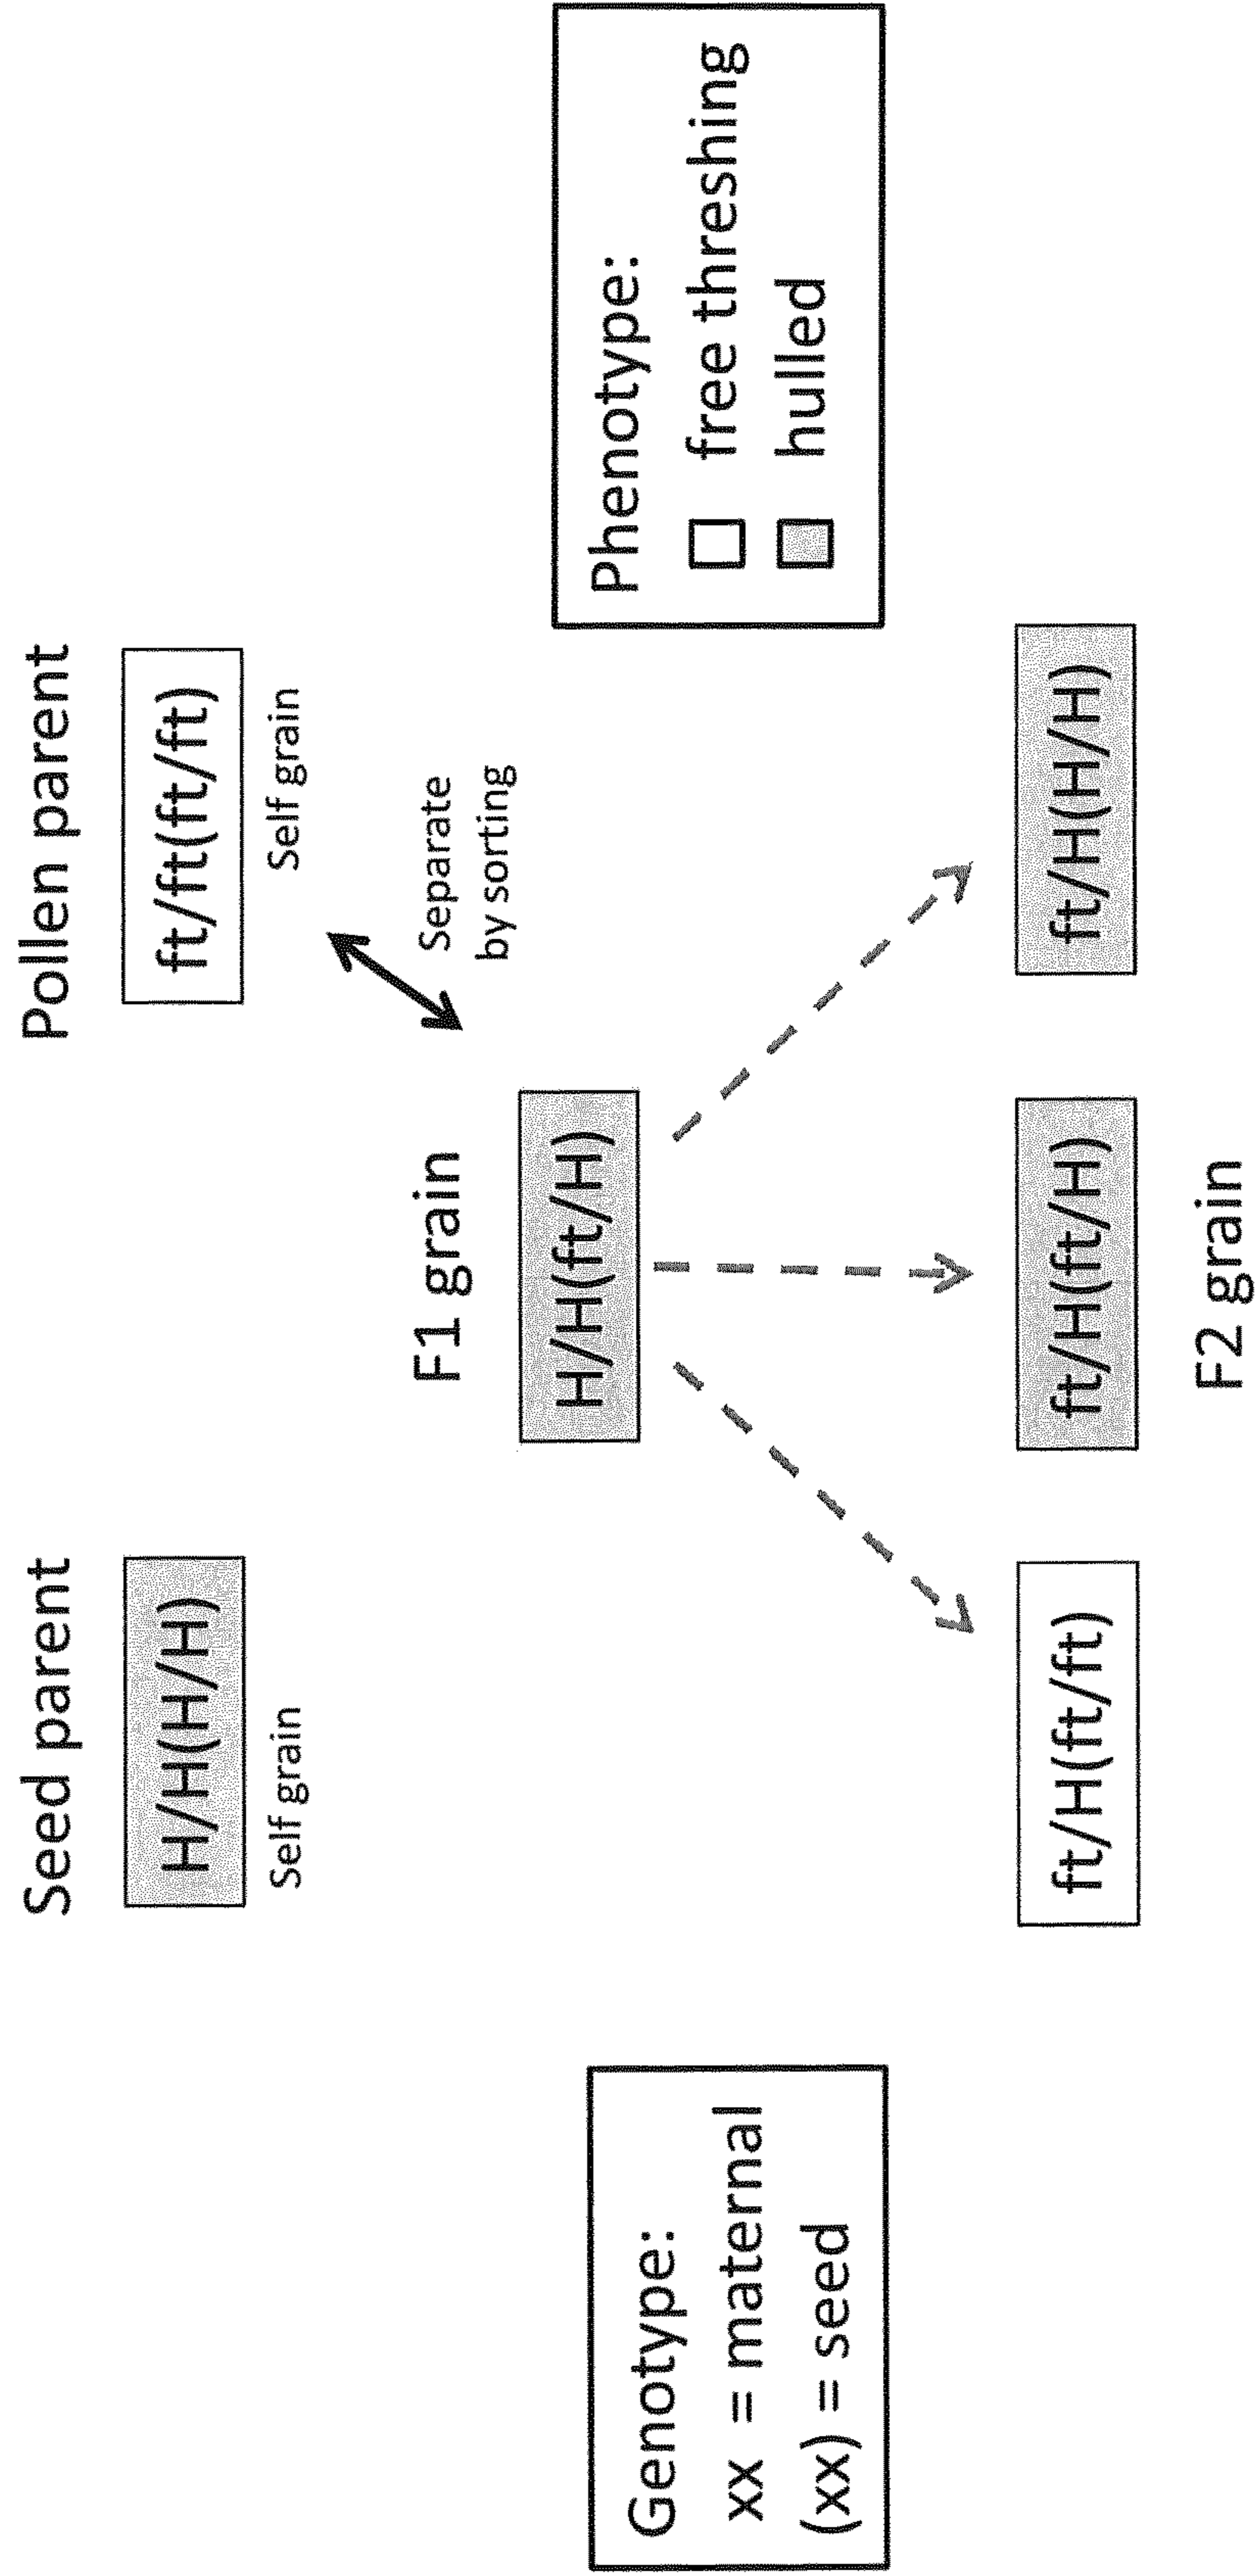 Seed parent
Pollen parent
H/H(H/H)
ft/ft(ft/ft)
Self grain
Self grain
F1 grain
Separate
by sorting
H/H(ft/H)
Genotype:
xx = maternal
(xx) = seed
Phenotype:
free threshing
hulled
ft/H(ft/ft)
ft/H(ft/H)
ft/H(H/H)
F2 grain